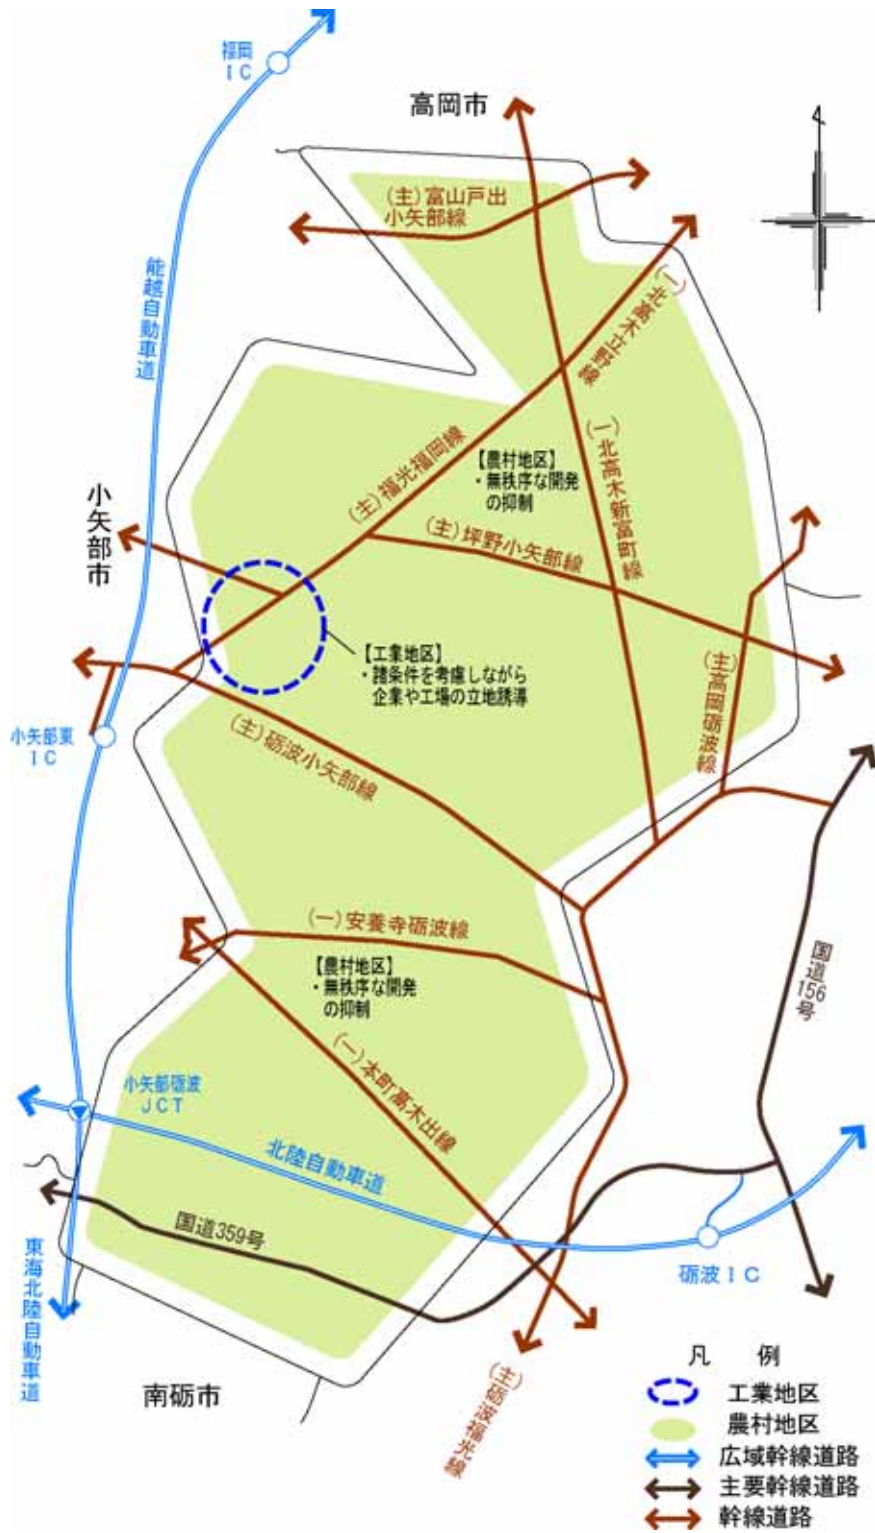 福岡
IC
高岡市
(主)富山戸出
小矢部線
能越自動車道
(一)北高木立野線
(主)福光福岡線
【農村地区】
・無秩序な開発
の抑制
(一)北高木新富町線
小矢部市
(主)坪野小矢部線
【工業地区】
・諸条件を考慮しながら
企業や工場の立地誘導
(主)高岡砺波線
小矢部東
IC
(主)砺波小矢部線
(一)安養寺砺波線
【農村地区】
・無秩序な開発
の抑制
国道156号
(一)本町高木出線
小矢部砺波
JCT
北陸自動車道
国道359号
東海北陸自動車道
砺波IC
南砺市
(主)砺波福光線
凡 例
工業地区
農村地区
広域幹線道路
主要幹線道路
幹線道路